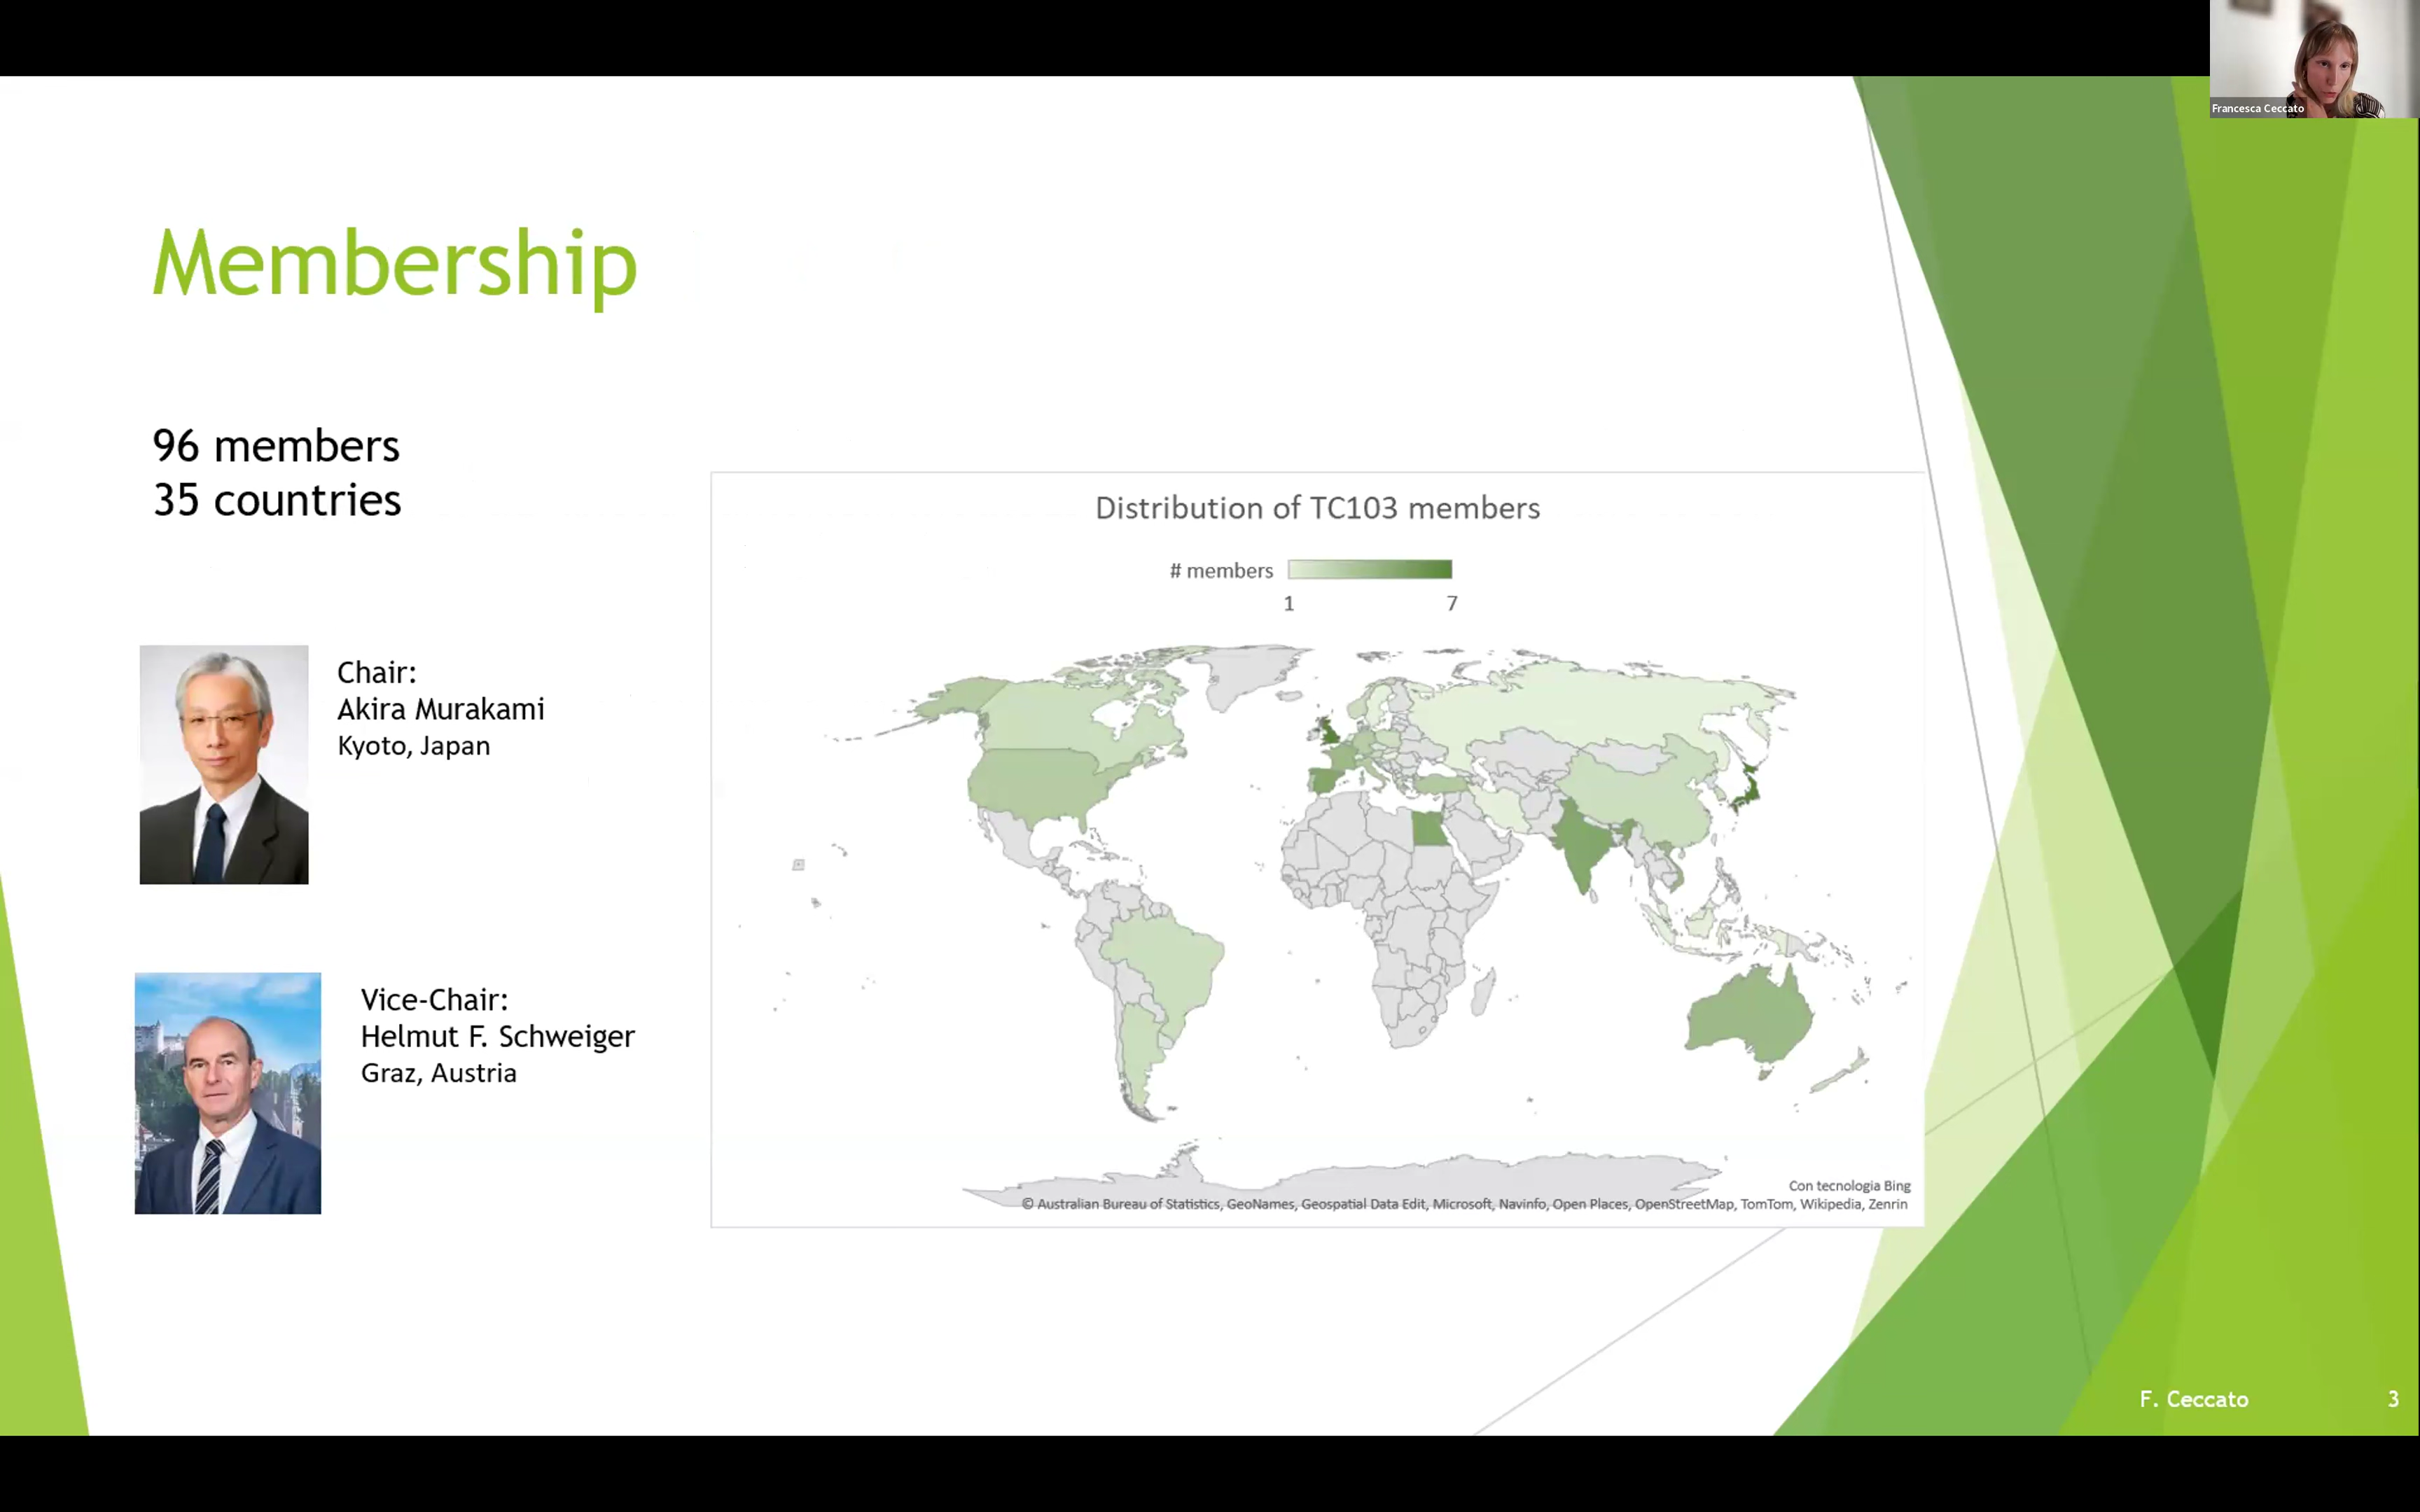 Francesca Ceccato
Membership
96 members
35 countries
Distribution of TC103 members
# members
1 7
Chair:
Akira Murakami
Kyoto, Japan
Vice-Chair:
Helmut F. Schweiger
Graz, Austria
Con tecnologia Bing
© Australian Bureau of Statistics, GeoNames, Geospatial Data Edit, Microsoft, Navinfo, Open Places, OpenStreetMap, TomTom, Wikipedia, Zenrin
F. Ceccato 3